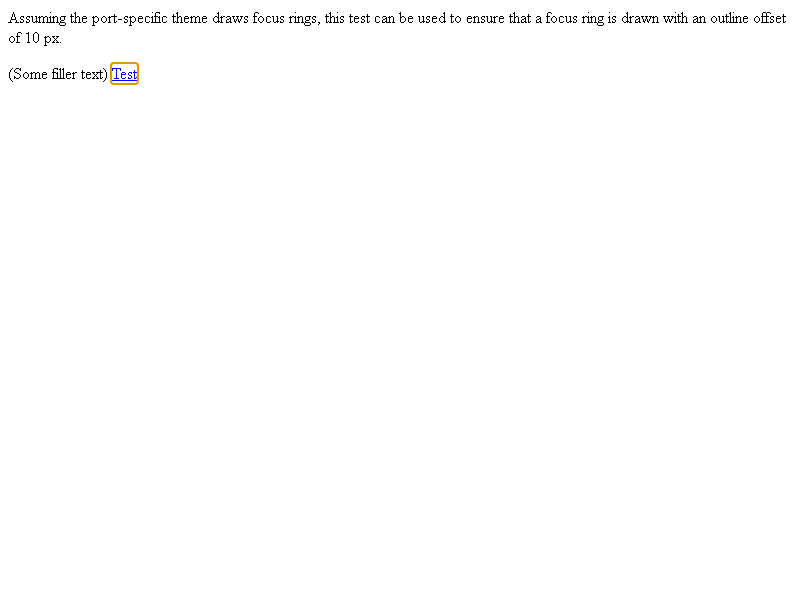 Assuming the port-specific theme draws focus rings, this test can be used to ensure that a focus ring is drawn with an outline offset
of 10 px.
(Some filler text) Test